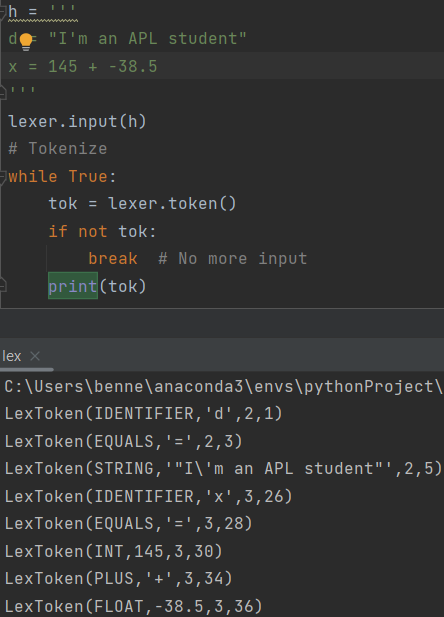 h = '''
d = "I'm an APL student"
x = 145 + -38.5
'''
lexer.input(h)
# Tokenize
while True:
    tok = lexer.token()
    if not tok:
        break  # No more input
    print(tok)
lex ×
C:\Users\benne\anaconda3\envs\pythonProject\
LexToken(IDENTIFIER,'d',2,1)
LexToken(EQUALS,'=',2,3)
LexToken(STRING,'"I\'m an APL student"',2,5)
LexToken(IDENTIFIER,'x',3,26)
LexToken(EQUALS,'=',3,28)
LexToken(INT,145,3,30)
LexToken(PLUS,'+',3,34)
LexToken(FLOAT,-38.5,3,36)